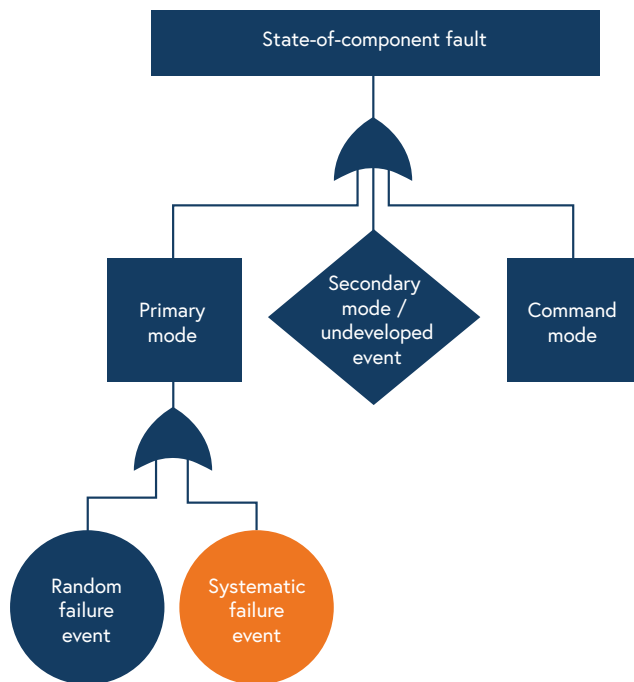 State-of-component fault
Primary
mode
Secondary
mode /
undeveloped
event
Command
mode
Random
failure
event
Systematic
failure
event